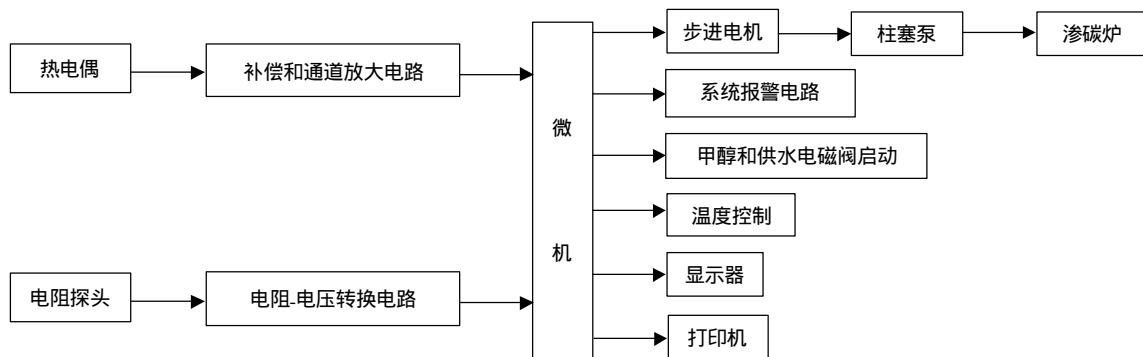 步进电机
柱塞泵
渗碳炉
热电偶
补偿和通道放大电路
系统报警电路
微
机
甲醇和供水电磁阀启动
温度控制
电阻探头
电阻-电压转换电路
显示器
打印机